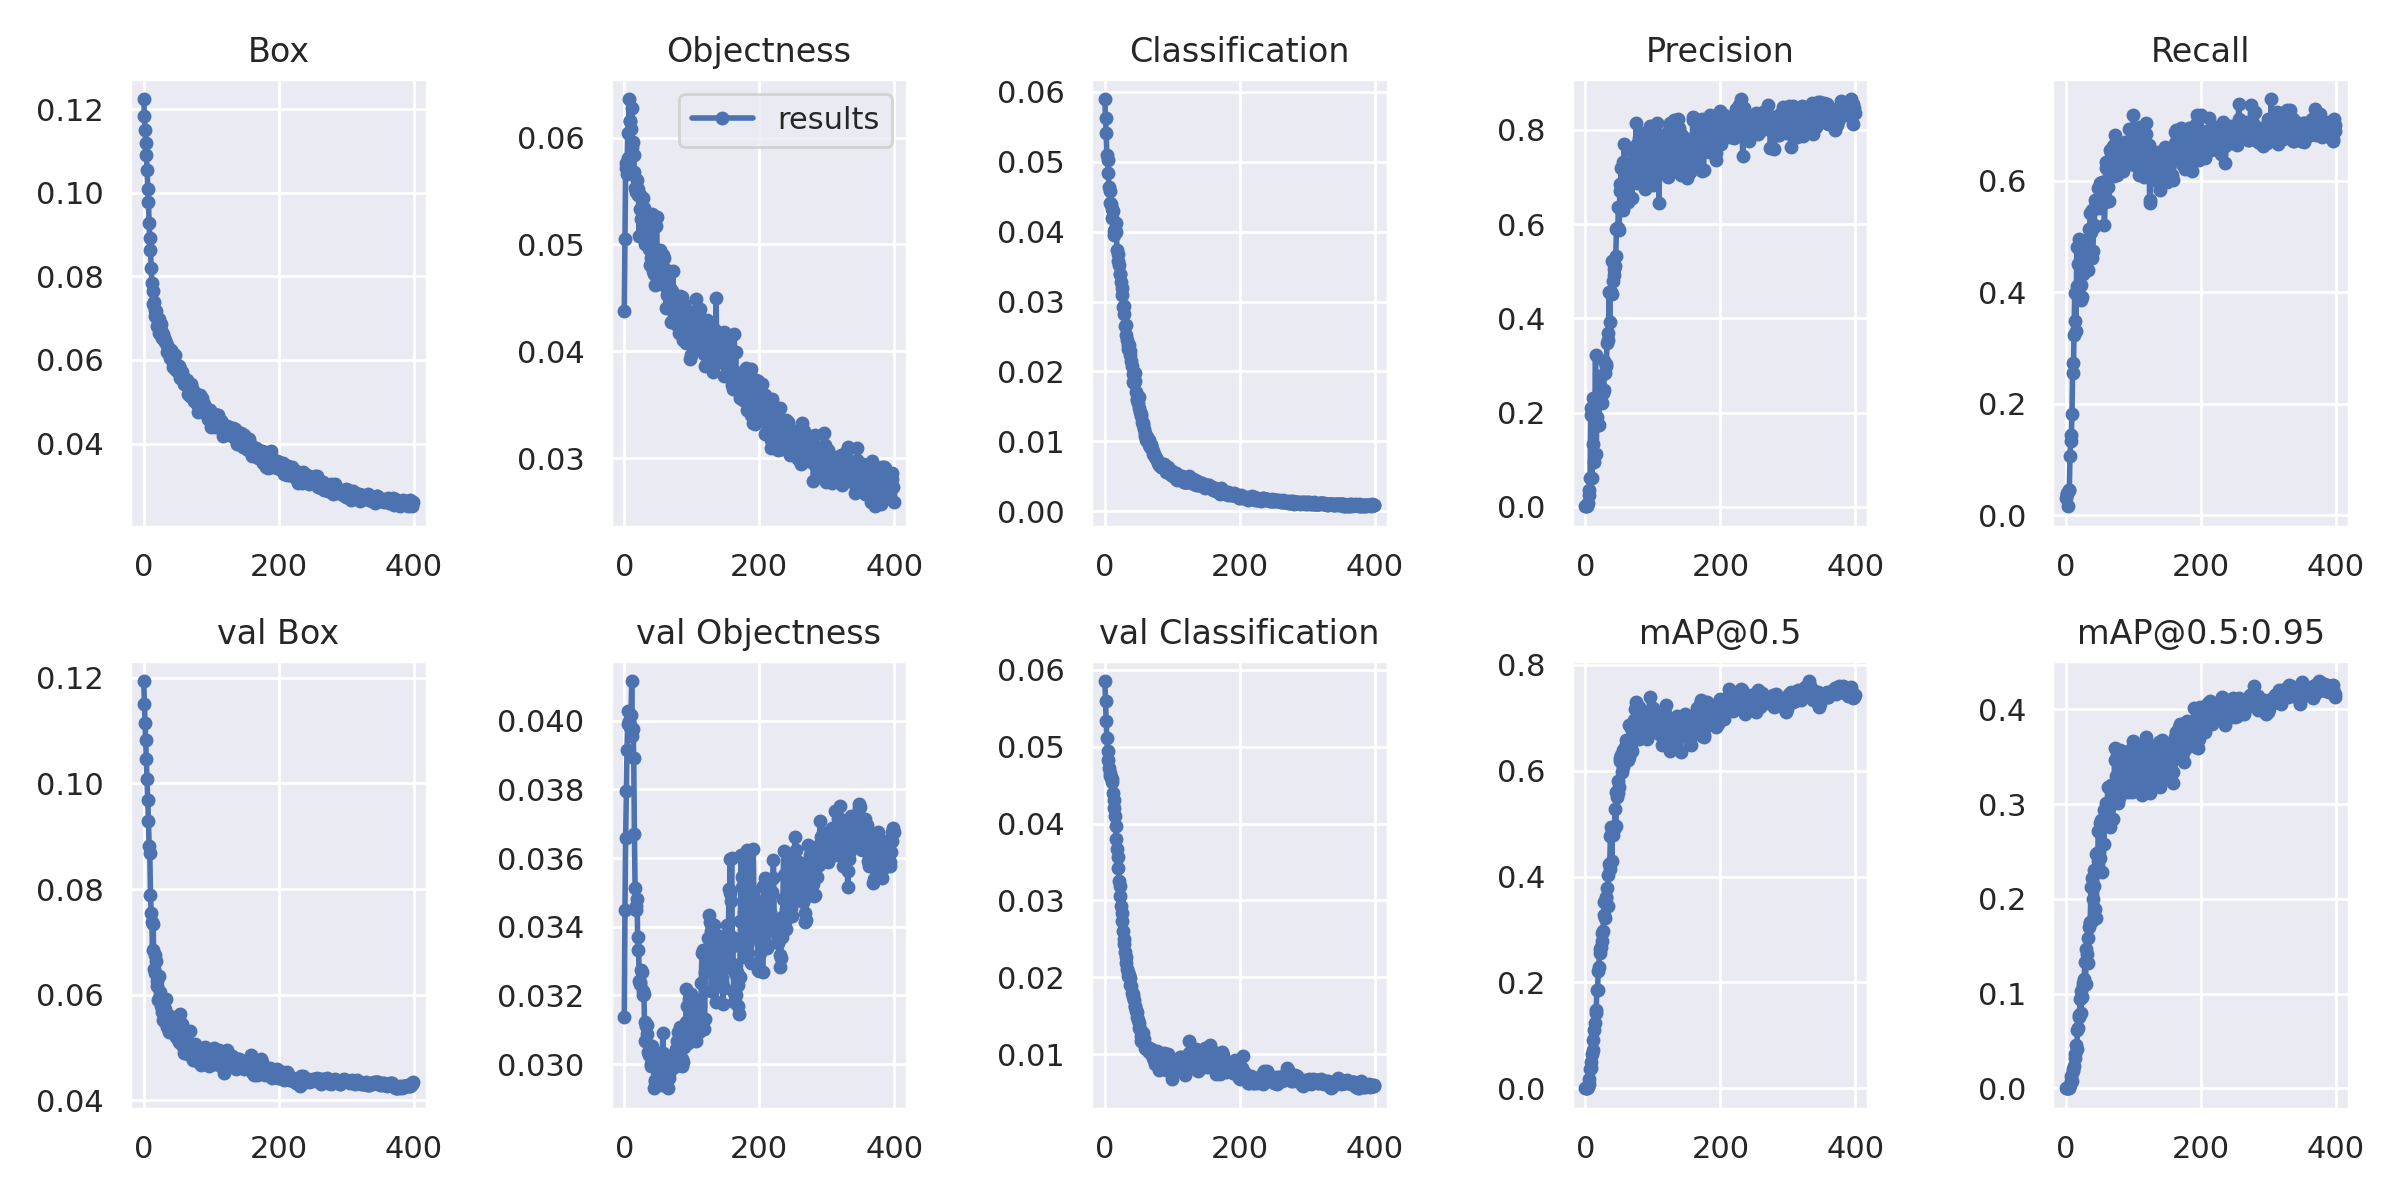 Box Objectness Classification Precision Recall
0.12 0.10 0.08 0.06 0.04
0 200 400
results
0.06 0.05 0.04 0.03
0 200 400
0.06 0.05 0.04 0.03 0.02 0.01 0.00
0 200 400
0.8 0.6 0.4 0.2 0.0
0 200 400
0.6 0.4 0.2 0.0
0 200 400
val Box val Objectness val Classification mAP@0.5 mAP@0.5:0.95
0.12 0.10 0.08 0.06 0.04
0 200 400
0.040 0.038 0.036 0.034 0.032 0.030
0 200 400
0.06 0.05 0.04 0.03 0.02 0.01
0 200 400
0.8 0.6 0.4 0.2 0.0
0 200 400
0.4 0.3 0.2 0.1 0.0
0 200 400